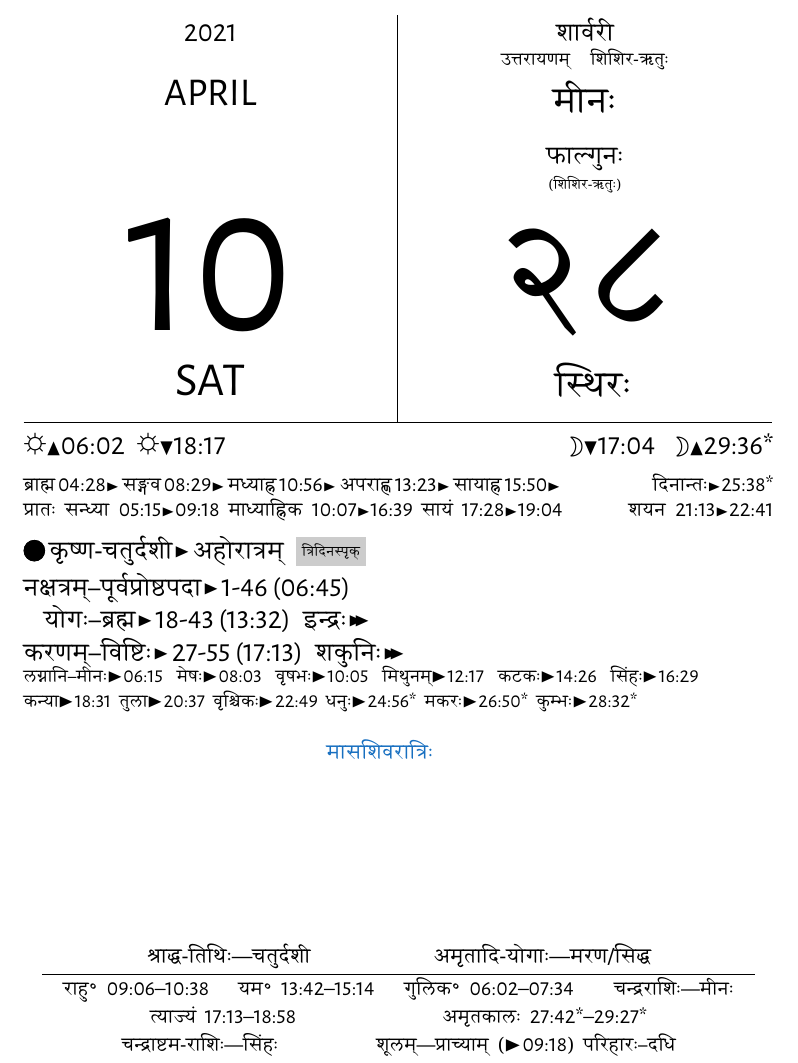 2021
APRIL
10
SAT
शार्वरी
उत्तरायणम् शिशिर-ऋतुः
मीनः
फाल्गुनः
(शिशिर-ऋतुः)
२८
स्थिरः
☼▲06:02 ☼▼18:17 ☽▼17:04 ☽▲29:36*
ब्राह्म 04:28► सङ्गव 08:29► मध्याह्न 10:56► अपराह्ण 13:23► सायाह्न 15:50► दिनान्तः►25:38*
प्रातः सन्ध्या 05:15►09:18 माध्याह्निक 10:07►16:39 सायं 17:28►19:04 शयन 21:13►22:41
●कृष्ण-चतुर्दशी►अहोरात्रम् त्रिदिनस्पृक्
नक्षत्रम्–पूर्वप्रोष्ठपदा►1-46 (06:45)
योगः–ब्रह्म►18-43 (13:32) इन्द्रः►►
करणम्–विष्टिः►27-55 (17:13) शकुनिः►►
लग्नानि–मीनः►06:15 मेषः►08:03 वृषभः►10:05 मिथुनम्►12:17 कटकः►14:26 सिंहः►16:29
कन्या►18:31 तुला►20:37 वृश्चिकः►22:49 धनुः►24:56* मकरः►26:50* कुम्भः►28:32*
मासशिवरात्रिः
श्राद्ध-तिथिः—चतुर्दशी अमृतादि-योगाः—मरण/सिद्ध
राहु° 09:06–10:38 यम° 13:42–15:14 गुलिक° 06:02–07:34 चन्द्रराशिः—मीनः
त्याज्यं 17:13–18:58 अमृतकालः 27:42*–29:27*
चन्द्राष्टम-राशिः—सिंहः शूलम्—प्राच्याम् (►09:18) परिहारः–दधि